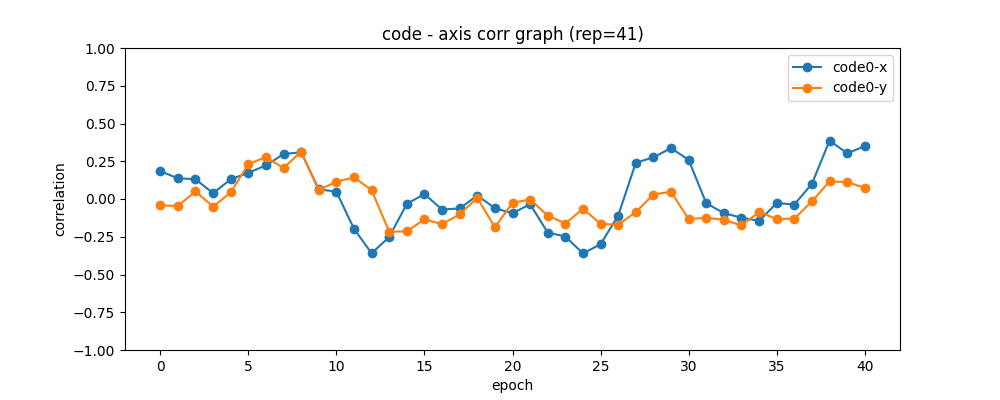 code - axis corr graph (rep=41)
1.00
0.75
0.50
0.25
0.00
−0.25
−0.50
−0.75
−1.00
correlation
code0-x
code0-y
0 5 10 15 20 25 30 35 40
epoch